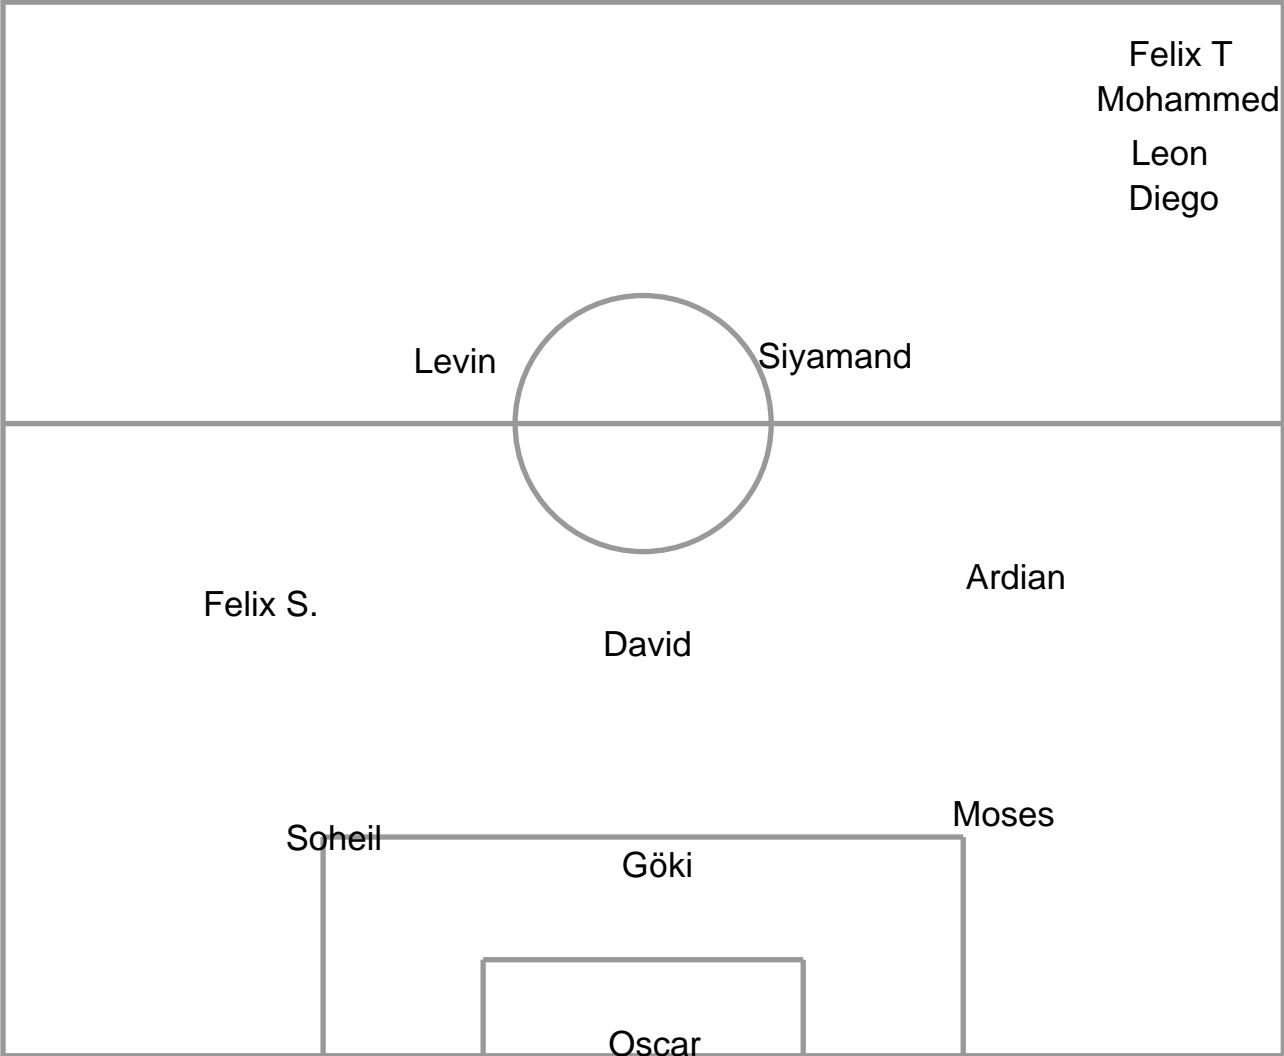 Felix T
Mohammed
Leon
Diego
Levin
Siyamand
Ardian
Felix S.
David
Moses
Soheil
Göki
Oscar